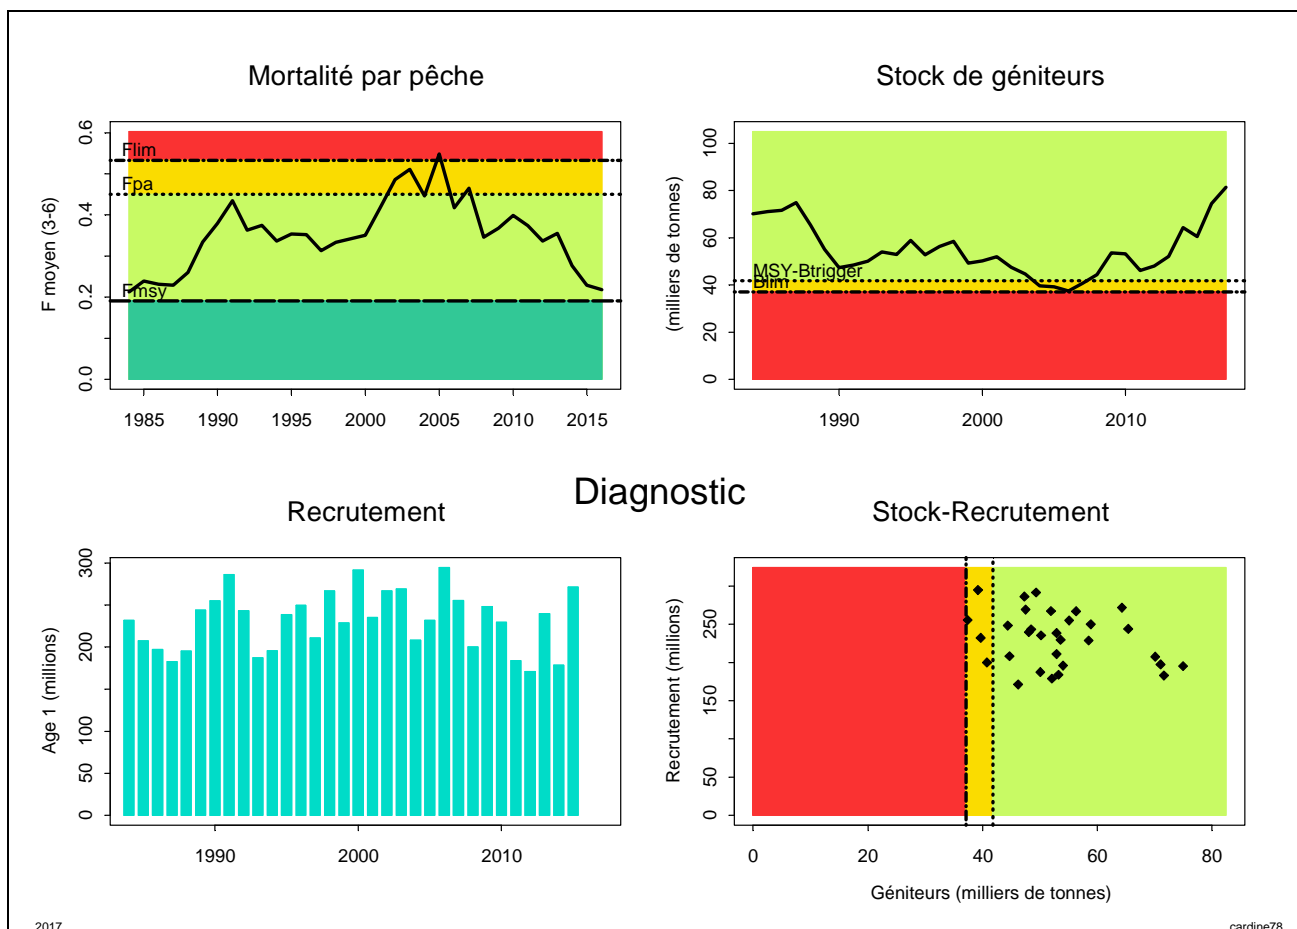 Mortalité par pêche
F moyen (3-6)
0.0
0.2
0.4
0.6
Flim
Fpa
Fmsy
1985 1990 1995 2000 2005 2010 2015
Stock de géniteurs
(milliers de tonnes)
0 20 40 60 80 100
MSY-Btrigger
Blim
1990 2000 2010
Diagnostic
Recrutement
Age 1 (millions)
0 50 100 200 300
1990 2000 2010
Stock-Recrutement
Recrutement (millions)
0 50 150 250
0 20 40 60 80
Géniteurs (milliers de tonnes)
2017
cardine78